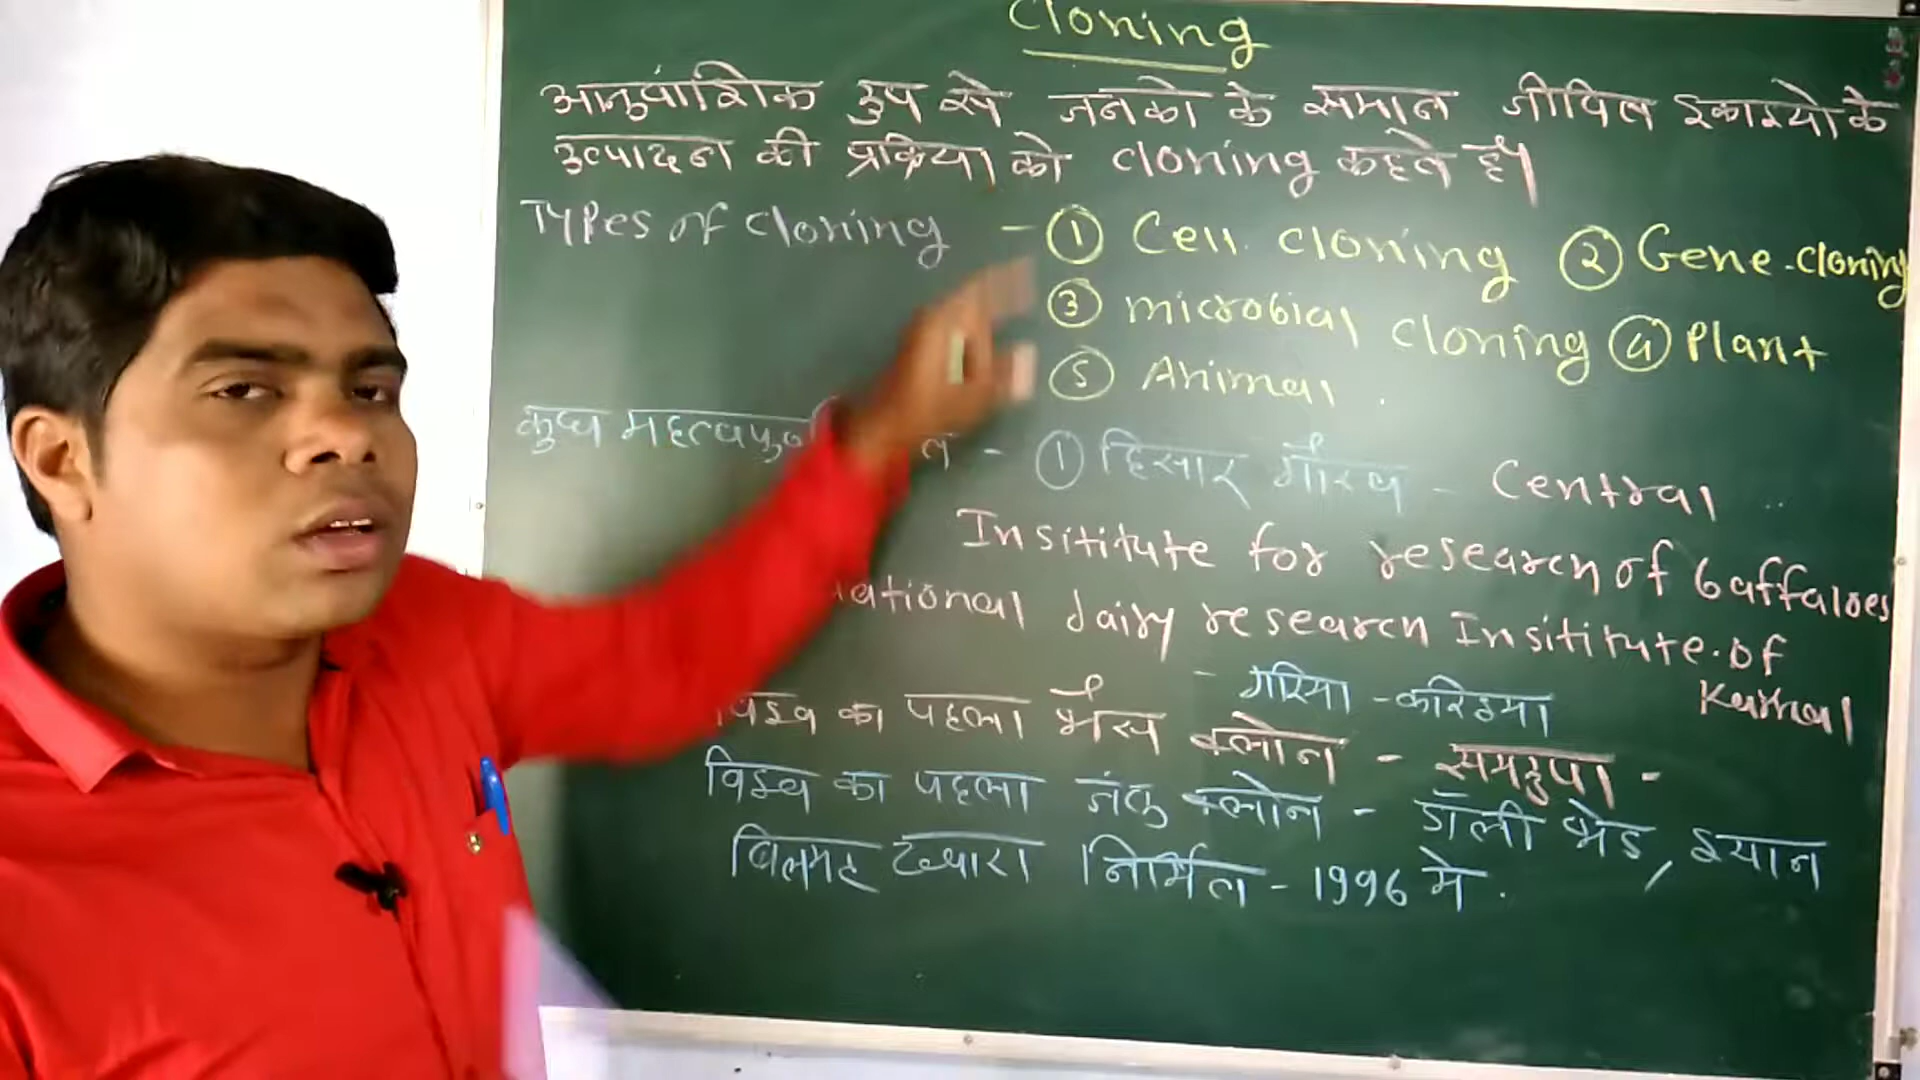 Cloning
आनुवांशिक रुप से जनको के समान जीवित इकाइयो के
उत्पादन की प्रक्रिया को cloning कहते है।
Types of cloning - ① Cell cloning ② Gene-cloning
③ microbial cloning ④ Plant
⑤ Animal.
कुछ महत्वपूर्ण - ① हिसार गौरव - Central
Insititute for research of baffaloes
national dairy research Insititute.of
Karnal
- गरिमा - करिश्मा
विश्व का पहला भैंस क्लोन - समरुपा -
विश्व का पहला जंतु क्लोन - डॉली भेड, इयान
विलमट द्वारा निर्मित - 1996 मे.